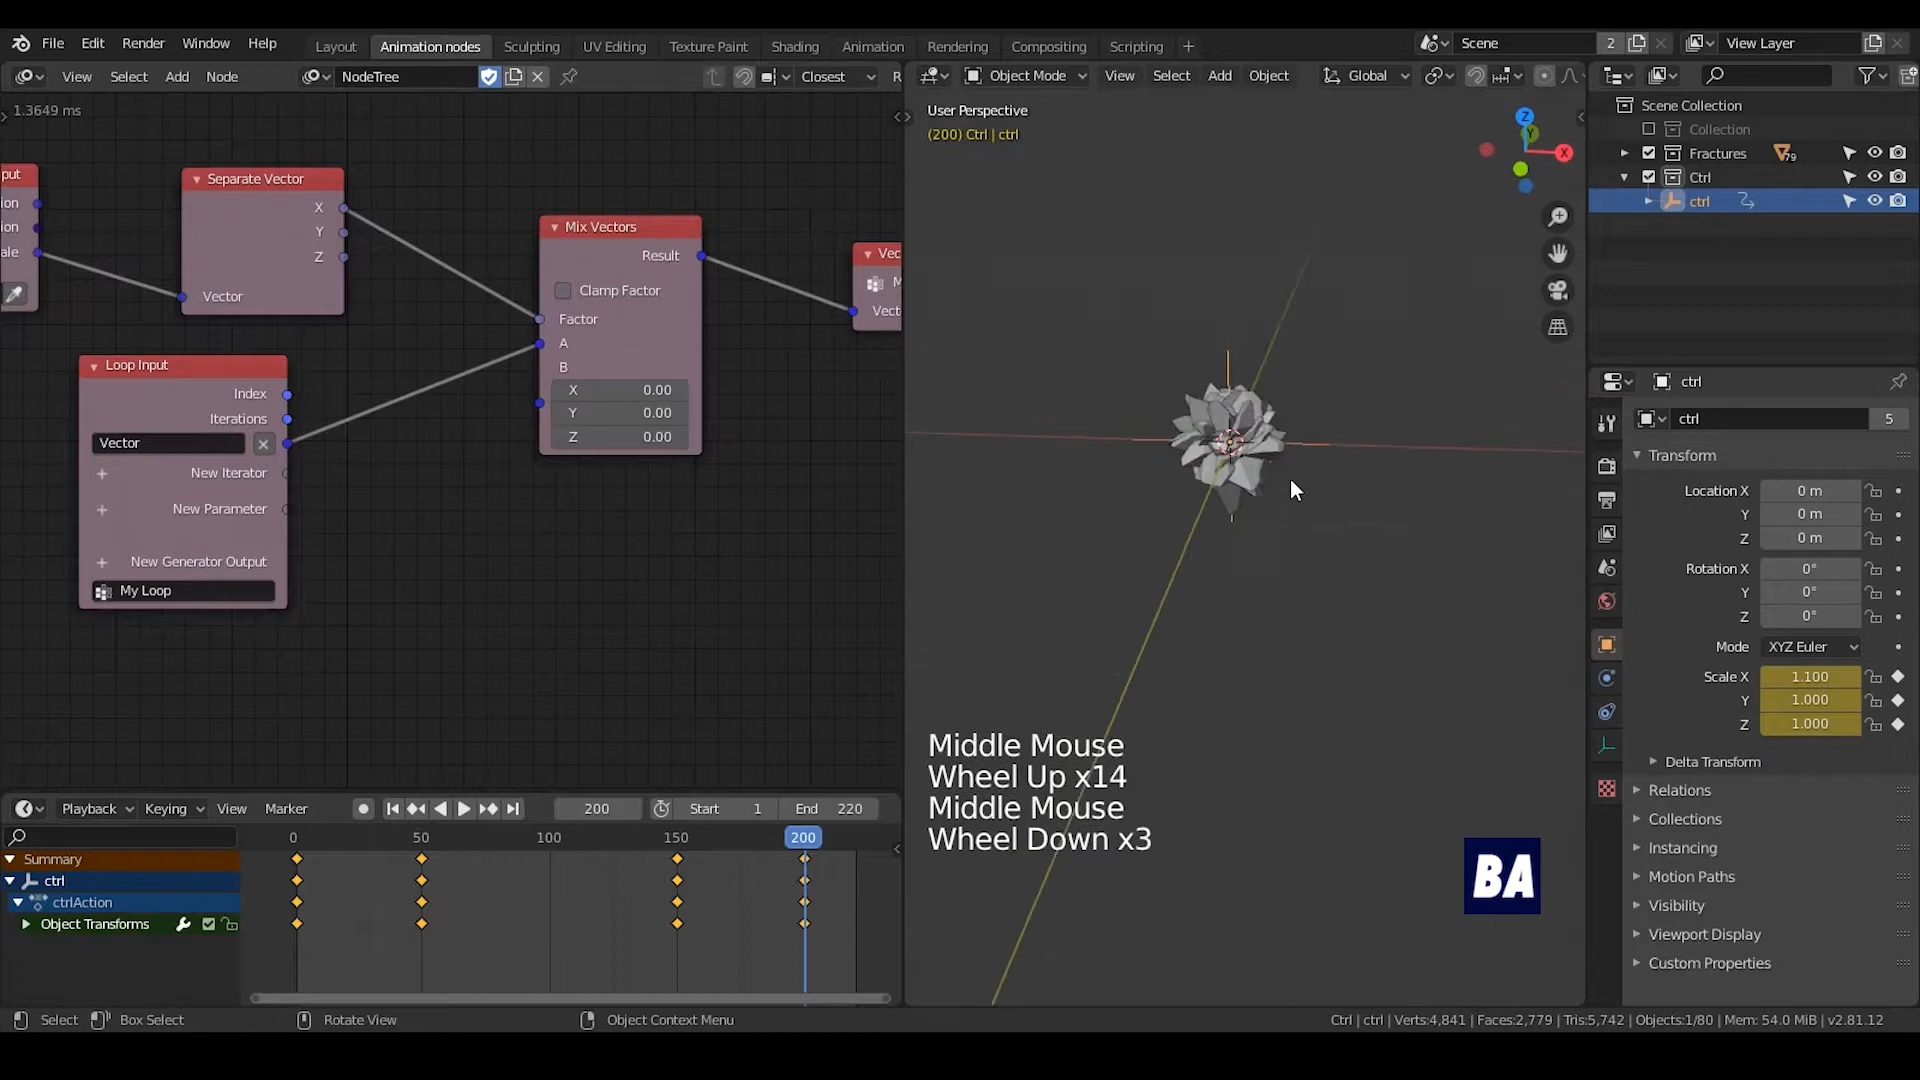 File Edit Render Window Help Layout Animation nodes Sculpting UV Editing Texture Paint Shading Animation Rendering Compositing Scripting + Scene 2 View Layer
View Select Add Node NodeTree Closest R
1.3649 ms
put
ion
ion
ale
Separate Vector
X
Y
Z
Vector
Loop Input
Index
Iterations
Vector
New Iterator
New Parameter
New Generator Output
My Loop
Mix Vectors
Result
Clamp Factor
Factor
A
B
X 0.00
Y 0.00
Z 0.00
Vec
M
Vect
Object Mode View Select Add Object Global
User Perspective
(200) Ctrl | ctrl
Z
Y
X
Middle Mouse
Wheel Up x14
Middle Mouse
Wheel Down x3
BA
Scene Collection
Collection
Fractures 79
Ctrl
ctrl
ctrl
ctrl 5
Transform
Location X 0 m
Y 0 m
Z 0 m
Rotation X 0°
Y 0°
Z 0°
Mode XYZ Euler
Scale X 1.100
Y 1.000
Z 1.000
Delta Transform
Relations
Collections
Instancing
Motion Paths
Visibility
Viewport Display
Custom Properties
Playback Keying View Marker 200 Start 1 End 220
0 50 100 150 200
Summary
ctrl
ctrlAction
Object Transforms
Select Box Select Rotate View Object Context Menu Ctrl | ctrl | Verts:4,841 | Faces:2,779 | Tris:5,742 | Objects:1/80 | Mem: 54.0 MiB | v2.81.12